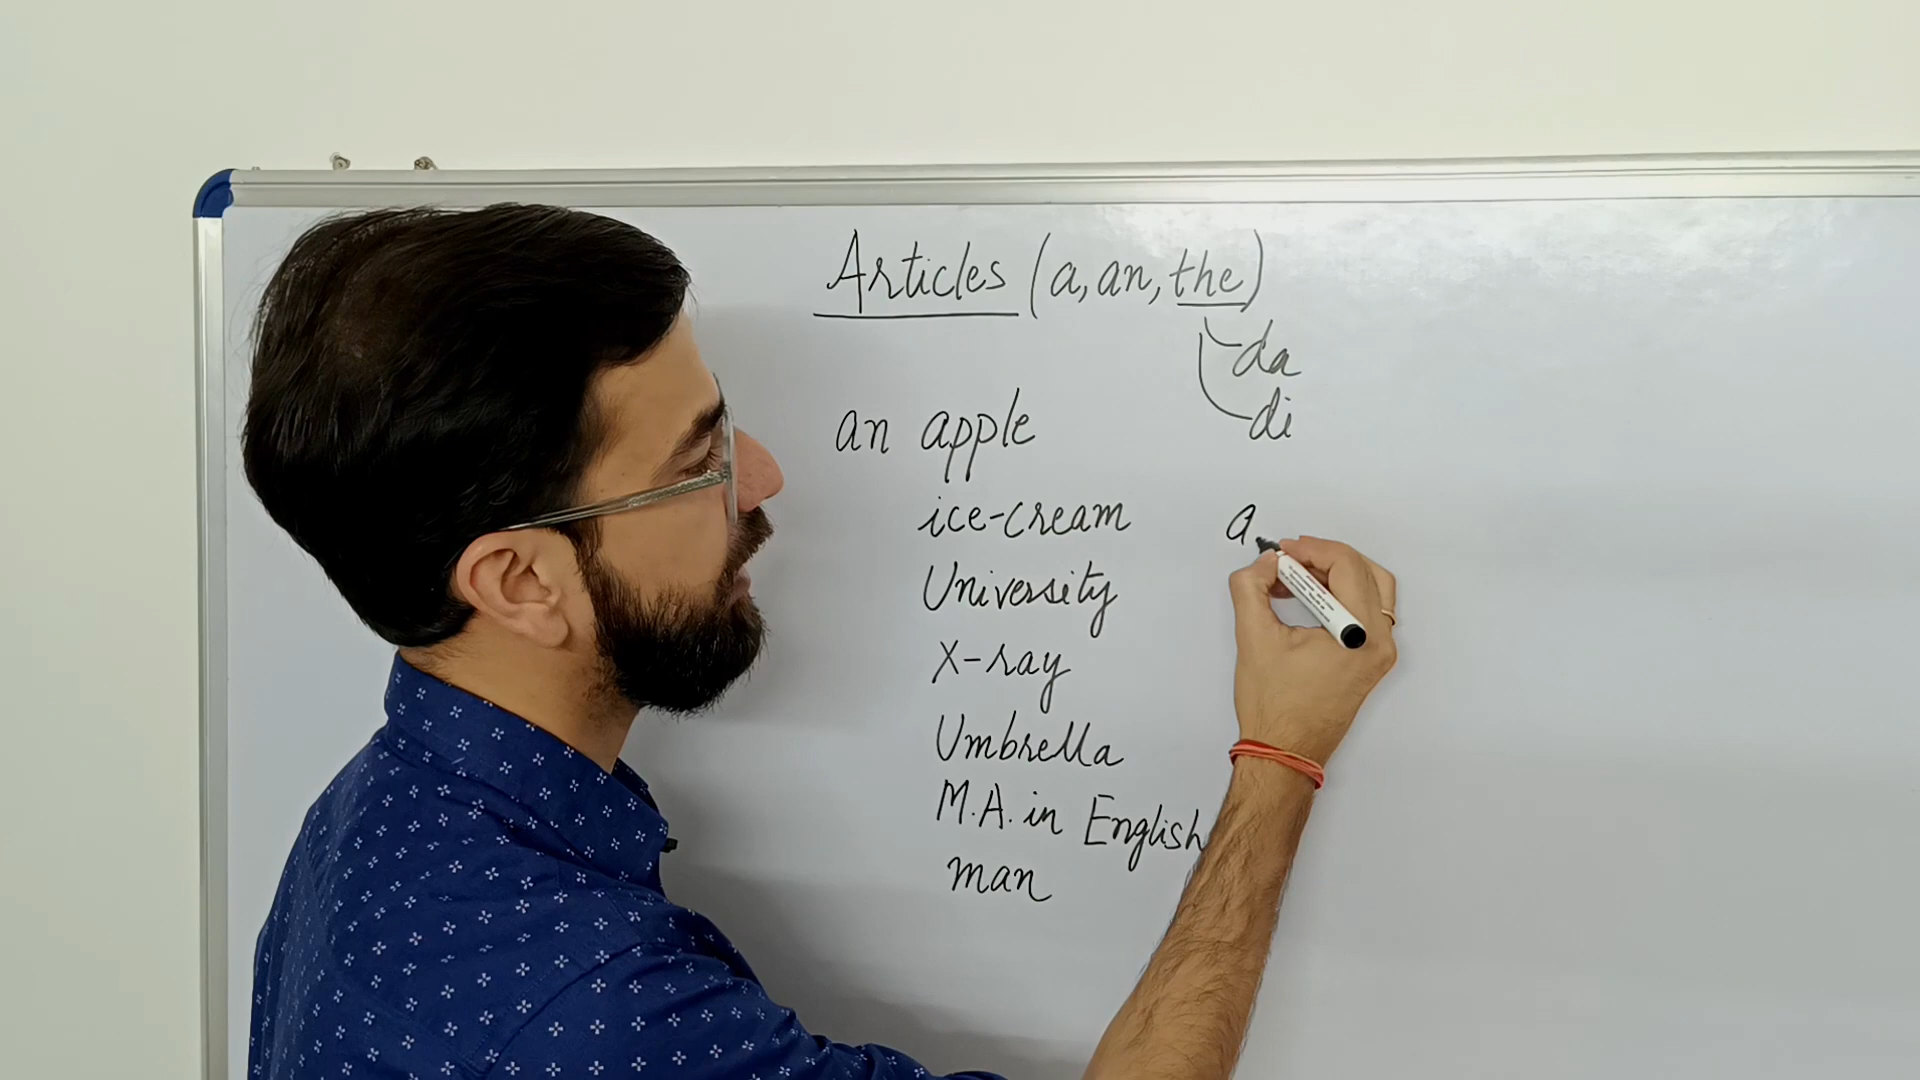 Articles (a, an, the)
da
di
an apple
ice-cream
a
University
X-ray
Umbrella
M.A. in English
man